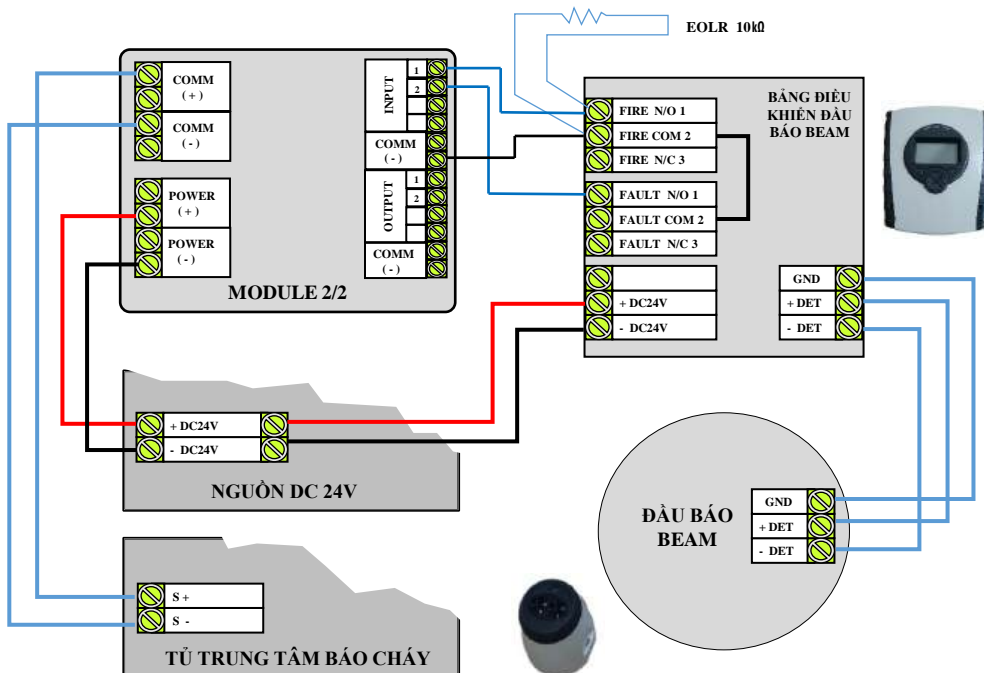 EOLR 10kΩ
COMM
( + )
COMM
( - )
POWER
( + )
POWER
( - )
INPUT
1
2
COMM
( - )
OUTPUT
1
2
COMM
( - )
MODULE 2/2
FIRE N/O 1
FIRE COM 2
FIRE N/C 3
FAULT N/O 1
FAULT COM 2
FAULT N/C 3
+ DC24V
- DC24V
BẢNG ĐIỀU
KHIỂN ĐẦU
BÁO BEAM
GND
+ DET
- DET
+ DC24V
- DC24V
NGUỒN DC 24V
ĐẦU BÁO
BEAM
GND
+ DET
- DET
S +
S -
TỦ TRUNG TÂM BÁO CHÁY